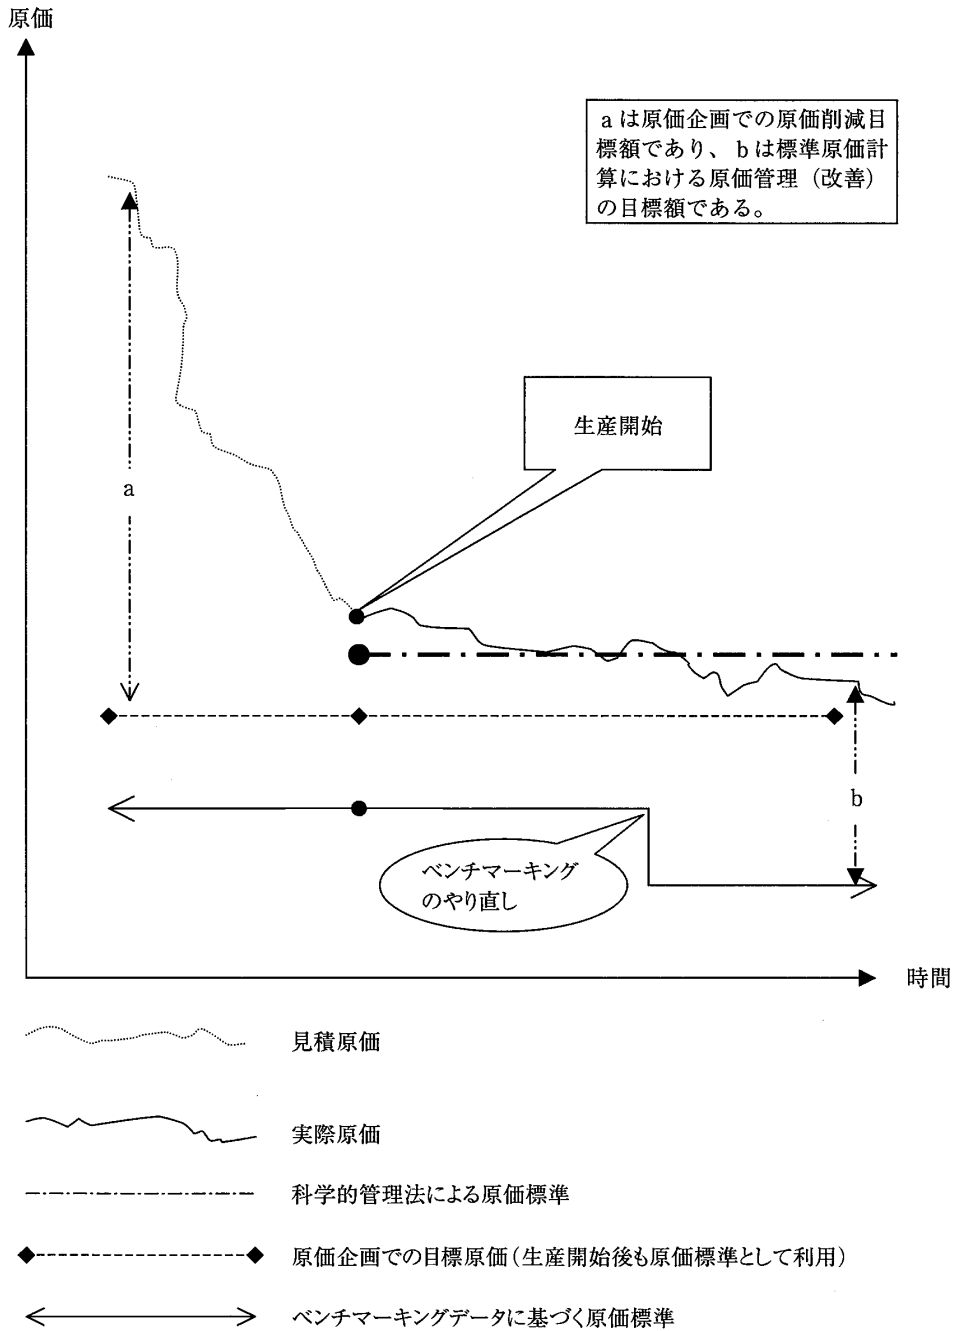 原価
aは原価企画での原価削減目
標額であり、bは標準原価計
算における原価管理（改善）
の目標額である。
生産開始
a
b
ベンチマーキング
のやり直し
時間
見積原価
実際原価
科学的管理法による原価標準
原価企画での目標原価（生産開始後も原価標準として利用）
ベンチマーキングデータに基づく原価標準